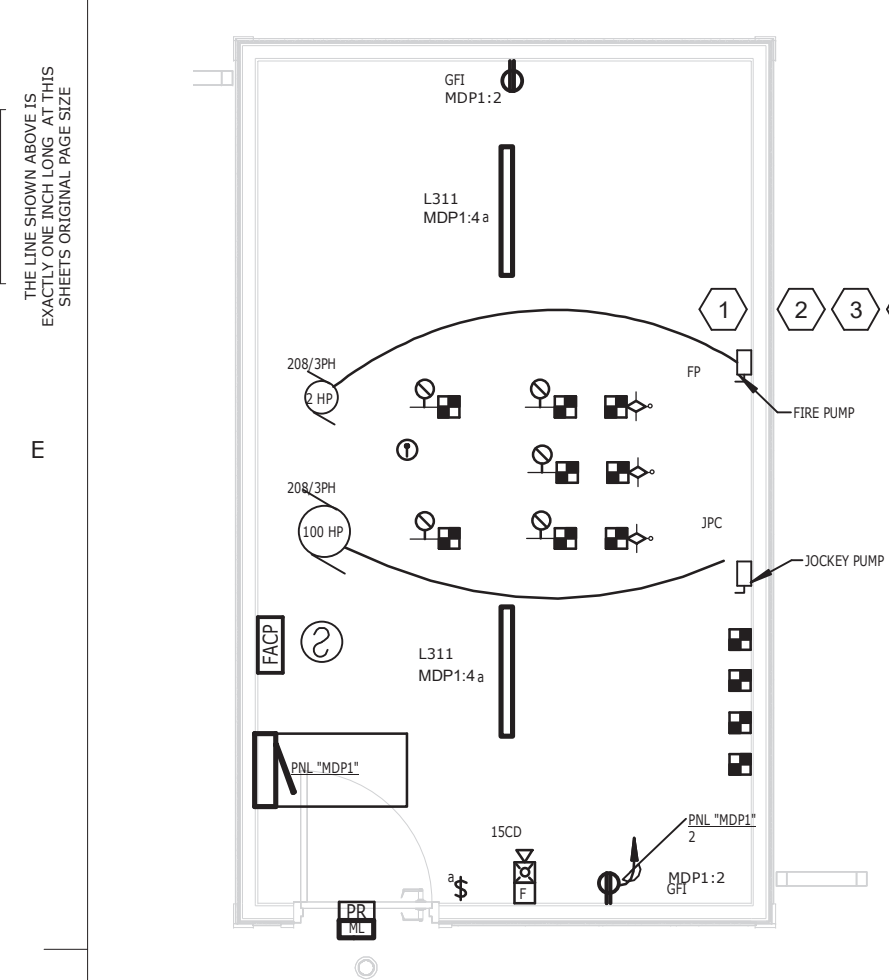 THE LINE SHOWN ABOVE IS
EXACTLY ONE INCH LONG AT THIS
SHEETS ORIGINAL PAGE SIZE
E
GFI
MDP1:2
L311
MDP1:4a
1
2
3
208/3PH
2 HP
FP
FIRE PUMP
208/3PH
100 HP
JPC
JOCKEY PUMP
FACP
L311
MDP1:4a
PNL "MDP1"
15CD
F
a
$
PNL "MDP1"
2
MDP1:2
GFI
PR
ML